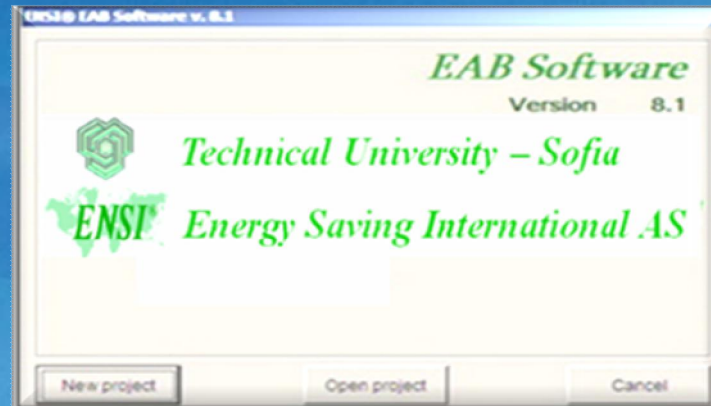 ENSI® EAB Software v. 8.1
EAB Software
Version 8.1
Technical University – Sofia
ENSI® Energy Saving International AS
New project Open project Cancel